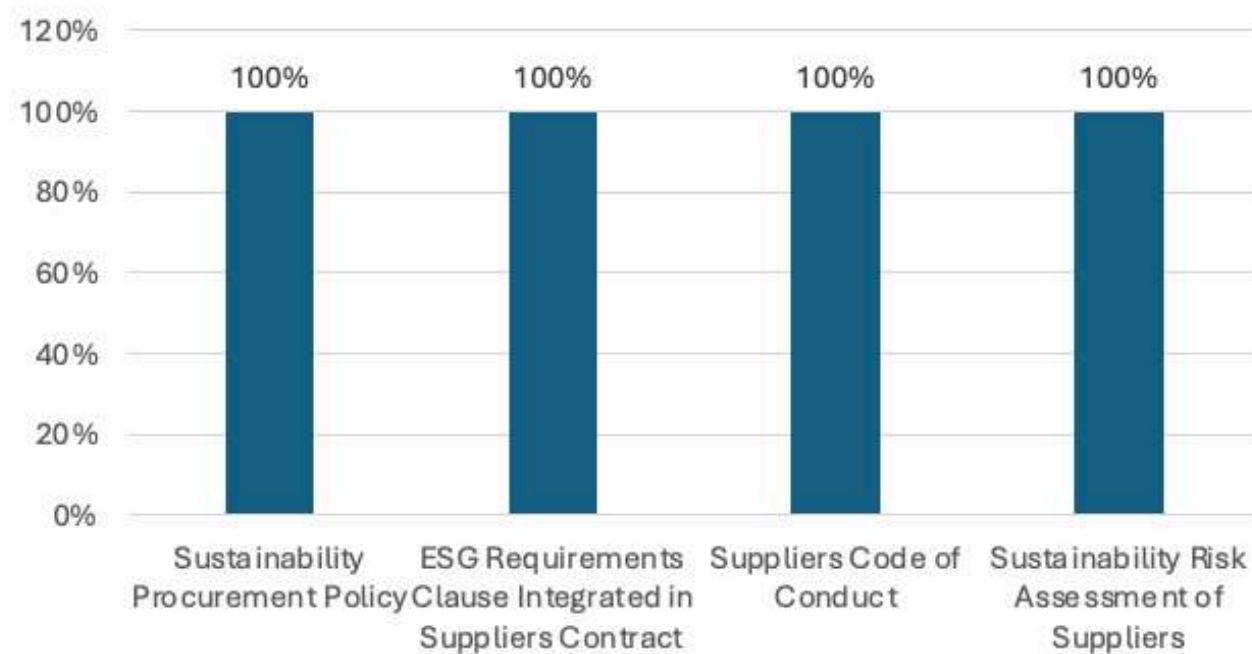 120%
100% 100% 100% 100%
100%
80%
60%
40%
20%
0%
Sustainability
Procurement Policy
ESG Requirements
Clause Integrated in
Suppliers Contract
Suppliers Code of
Conduct
Sustainability Risk
Assessment of
Suppliers